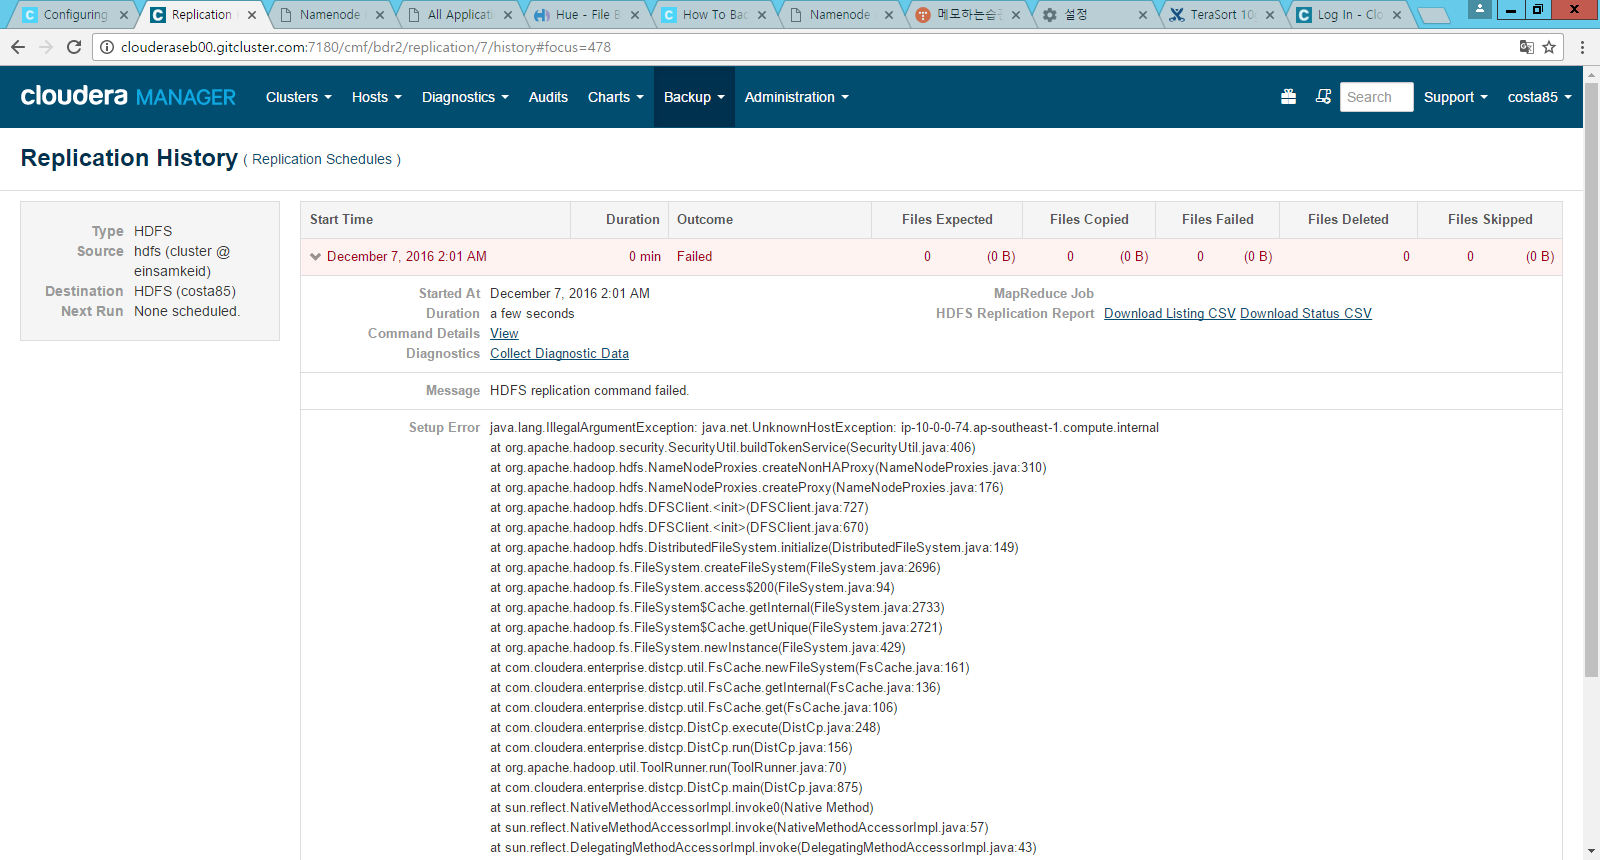 Configuring
Replication
Namenode
All Applicati
Hue - File B
How To Bac
Namenode
메모하는습관
설정
TeraSort 10
Log In - Clo
clouderaseb00.gitcluster.com:7180/cmf/bdr2/replication/7/history#focus=478
cloudera MANAGER
Clusters
Hosts
Diagnostics
Audits
Charts
Backup
Administration
Search
Support
costa85
Replication History ( Replication Schedules )
Type HDFS
Source hdfs (cluster @
einsamkeid)
Destination HDFS (costa85)
Next Run None scheduled.
Start Time Duration Outcome Files Expected Files Copied Files Failed Files Deleted Files Skipped
December 7, 2016 2:01 AM 0 min Failed 0 (0 B) 0 (0 B) 0 (0 B) 0 0 (0 B)
Started At December 7, 2016 2:01 AM
Duration a few seconds
Command Details View
Diagnostics Collect Diagnostic Data
MapReduce Job
HDFS Replication Report Download Listing CSV Download Status CSV
Message HDFS replication command failed.
Setup Error java.lang.IllegalArgumentException: java.net.UnknownHostException: ip-10-0-0-74.ap-southeast-1.compute.internal
at org.apache.hadoop.security.SecurityUtil.buildTokenService(SecurityUtil.java:406)
at org.apache.hadoop.hdfs.NameNodeProxies.createNonHAProxy(NameNodeProxies.java:310)
at org.apache.hadoop.hdfs.NameNodeProxies.createProxy(NameNodeProxies.java:176)
at org.apache.hadoop.hdfs.DFSClient.<init>(DFSClient.java:727)
at org.apache.hadoop.hdfs.DFSClient.<init>(DFSClient.java:670)
at org.apache.hadoop.hdfs.DistributedFileSystem.initialize(DistributedFileSystem.java:149)
at org.apache.hadoop.fs.FileSystem.createFileSystem(FileSystem.java:2696)
at org.apache.hadoop.fs.FileSystem.access$200(FileSystem.java:94)
at org.apache.hadoop.fs.FileSystem$Cache.getInternal(FileSystem.java:2733)
at org.apache.hadoop.fs.FileSystem$Cache.getUnique(FileSystem.java:2721)
at org.apache.hadoop.fs.FileSystem.newInstance(FileSystem.java:429)
at com.cloudera.enterprise.distcp.util.FsCache.newFileSystem(FsCache.java:161)
at com.cloudera.enterprise.distcp.util.FsCache.getInternal(FsCache.java:136)
at com.cloudera.enterprise.distcp.util.FsCache.get(FsCache.java:106)
at com.cloudera.enterprise.distcp.DistCp.execute(DistCp.java:248)
at com.cloudera.enterprise.distcp.DistCp.run(DistCp.java:156)
at org.apache.hadoop.util.ToolRunner.run(ToolRunner.java:70)
at com.cloudera.enterprise.distcp.DistCp.main(DistCp.java:875)
at sun.reflect.NativeMethodAccessorImpl.invoke0(Native Method)
at sun.reflect.NativeMethodAccessorImpl.invoke(NativeMethodAccessorImpl.java:57)
at sun.reflect.DelegatingMethodAccessorImpl.invoke(DelegatingMethodAccessorImpl.java:43)